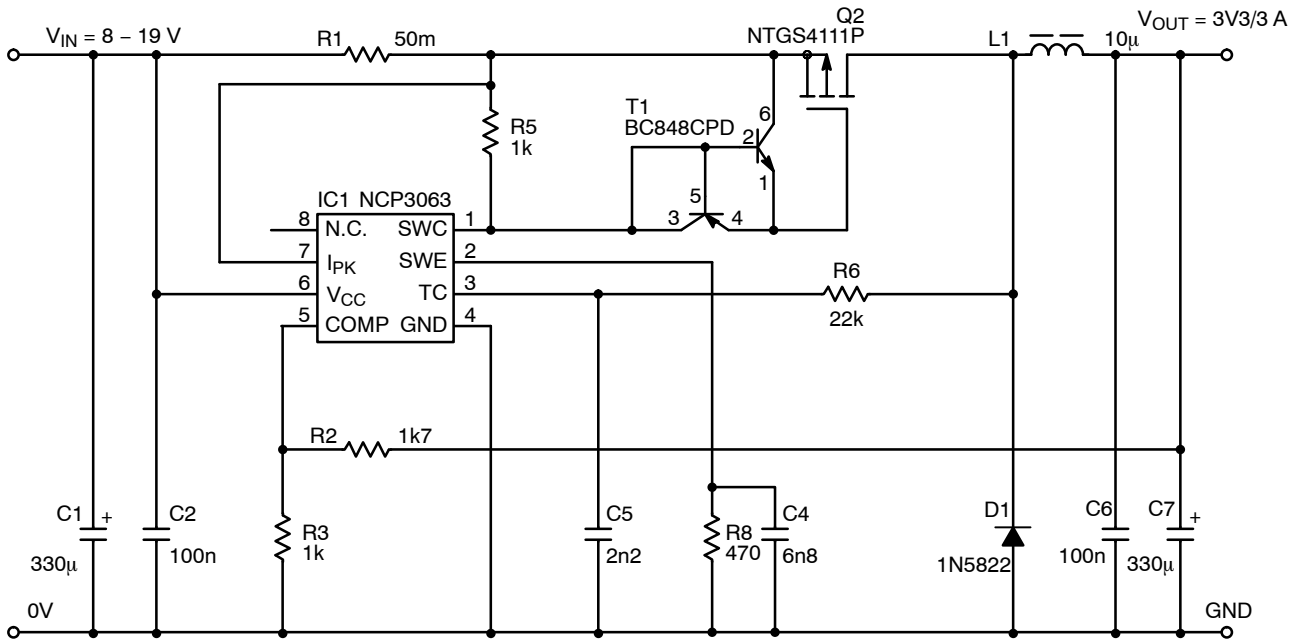 Q2
V_IN = 8 – 19 V
R1
50m
NTGS4111P
L1
10µ
V_OUT = 3V3/3 A
R5
1k
T1
BC848CPD
6
2
1
5
3
4
IC1 NCP3063
8
N.C.
SWC
1
7
I_PK
SWE
2
6
V_CC
TC
3
5
COMP
GND
4
R6
22k
R2
1k7
C1
+
330µ
C2
100n
R3
1k
C5
2n2
R8
470
C4
6n8
D1
1N5822
C6
100n
C7
+
330µ
0V
GND